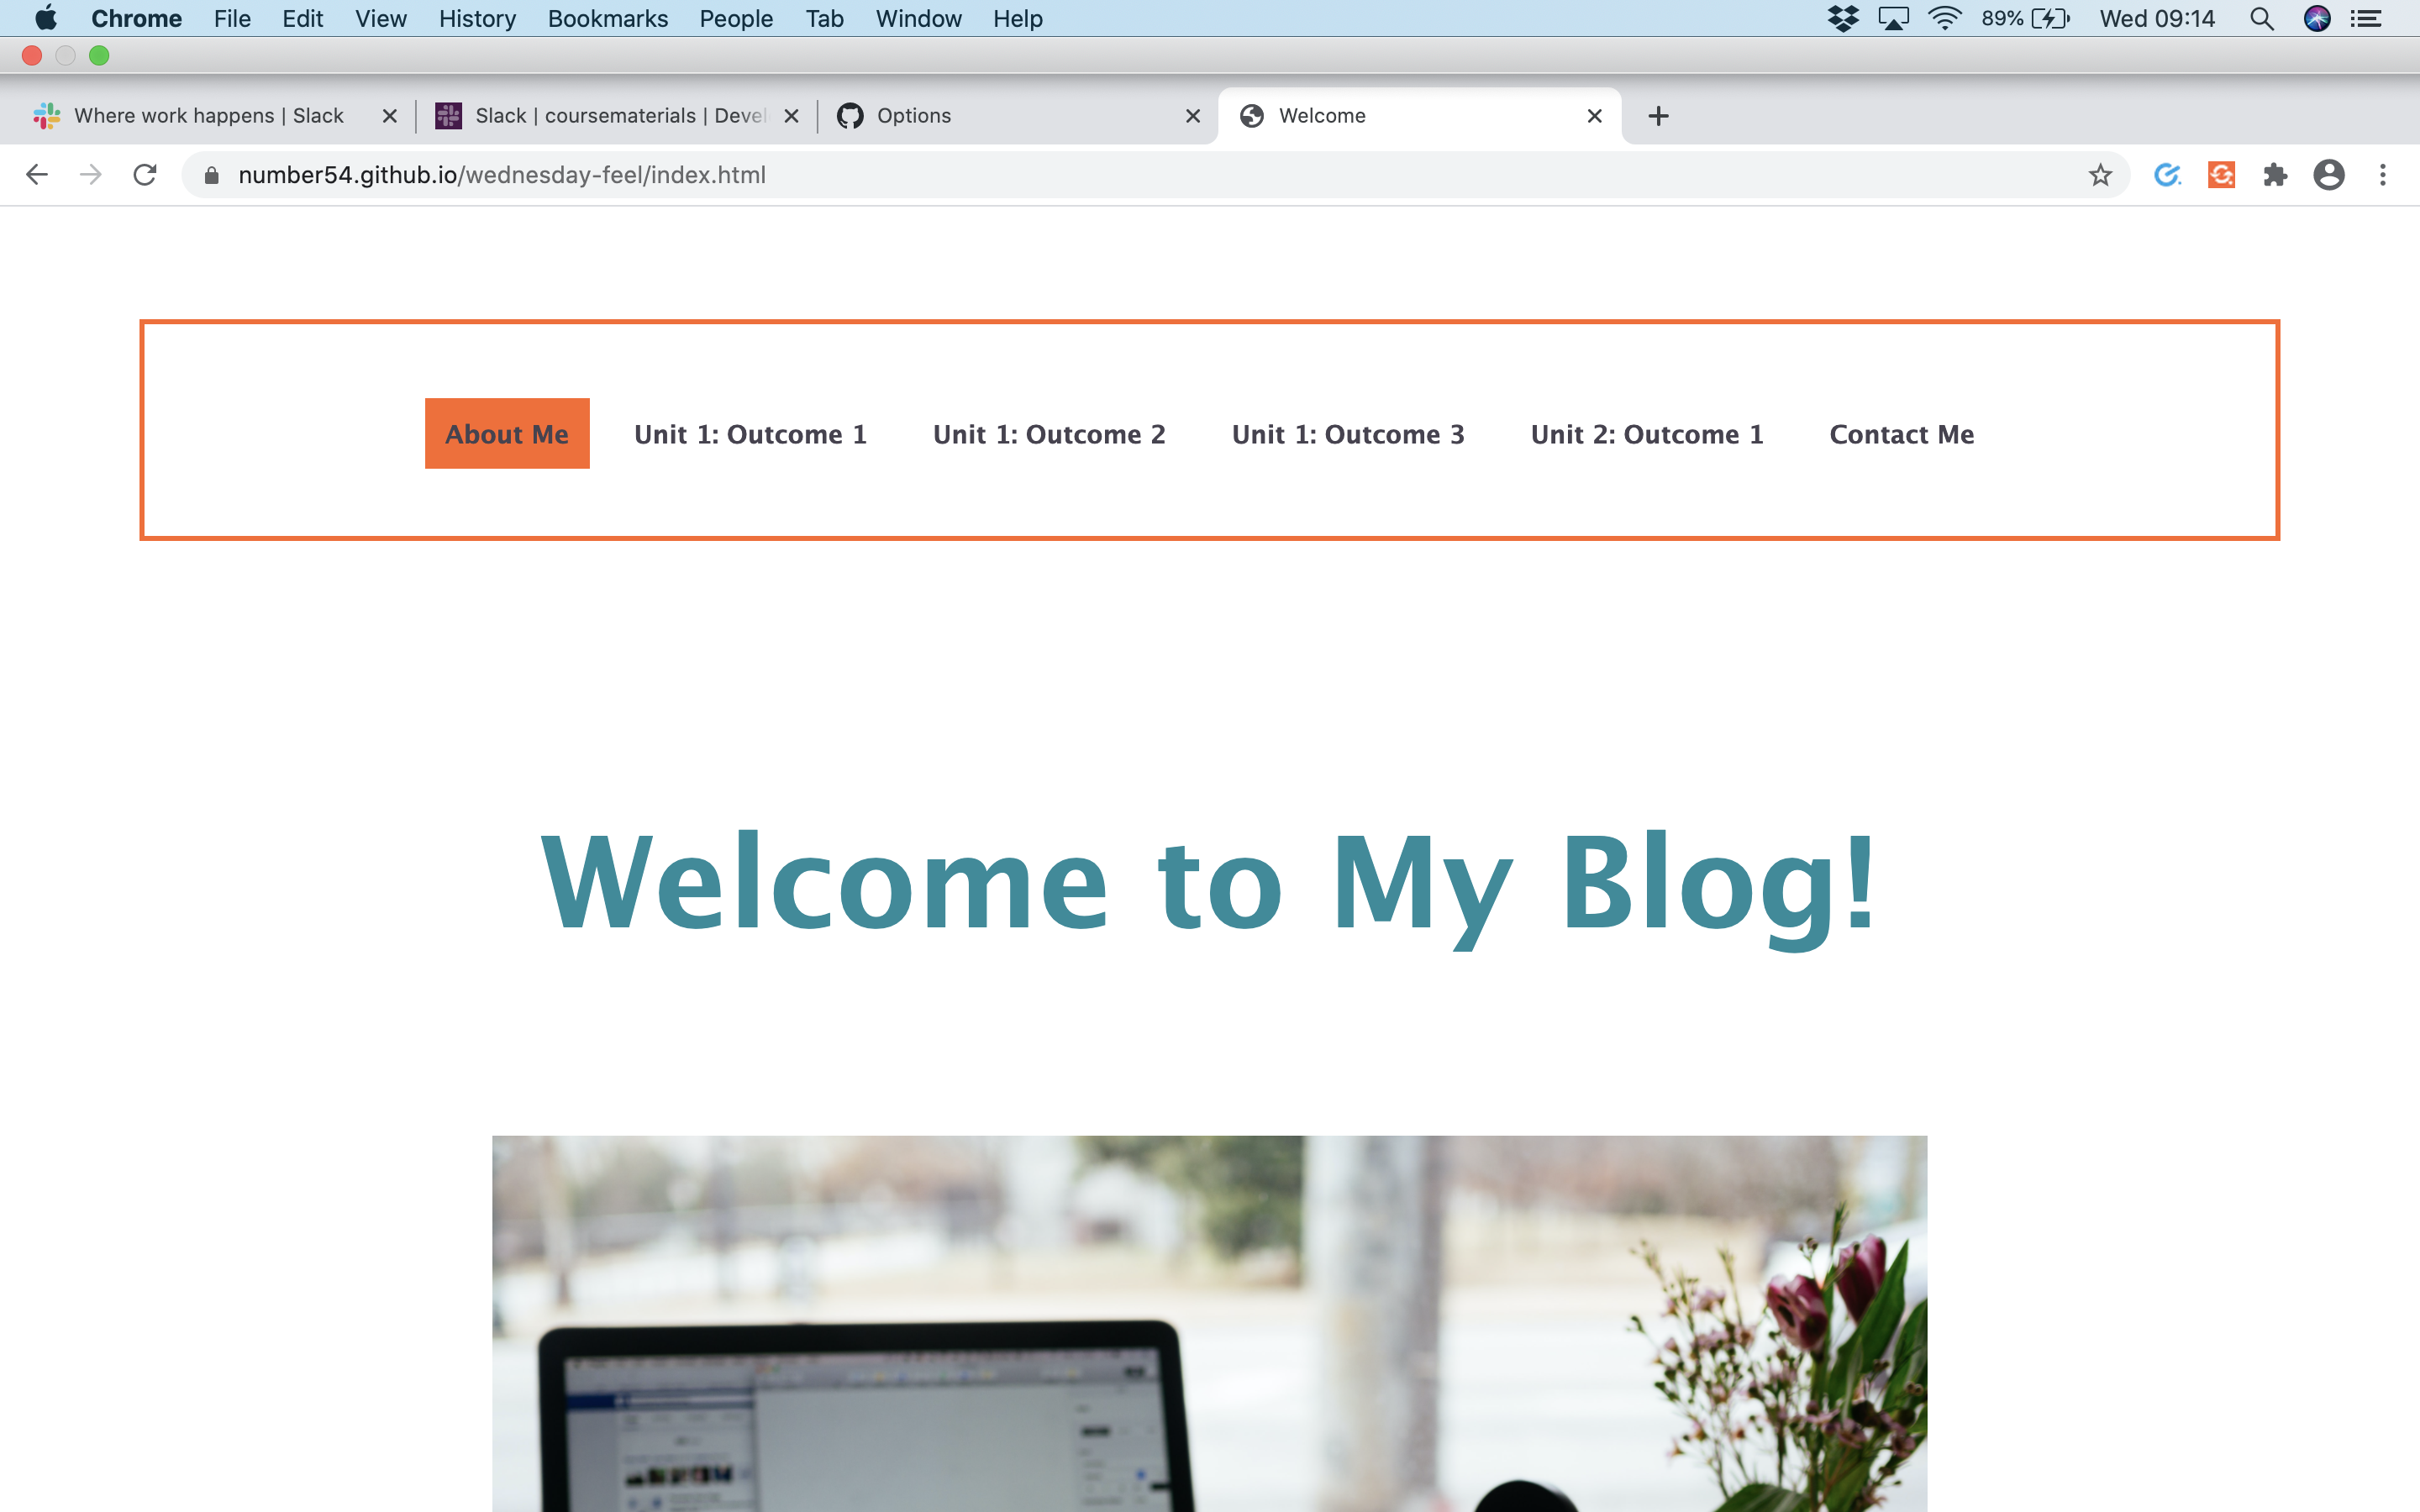 Chrome File Edit View History Bookmarks People Tab Window Help 89% Wed 09:14
Where work happens | Slack Slack | coursematerials | Devel Options Welcome
number54.github.io/wednesday-feel/index.html
About Me Unit 1: Outcome 1 Unit 1: Outcome 2 Unit 1: Outcome 3 Unit 2: Outcome 1 Contact Me
Welcome to My Blog!